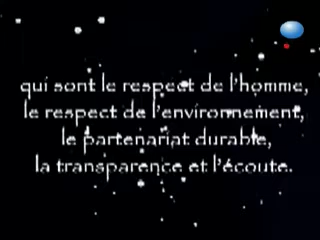 qui sont le respect de l'homme,
le respect de l'environnement,
le partenariat durable,
la transparence et l'écoute.